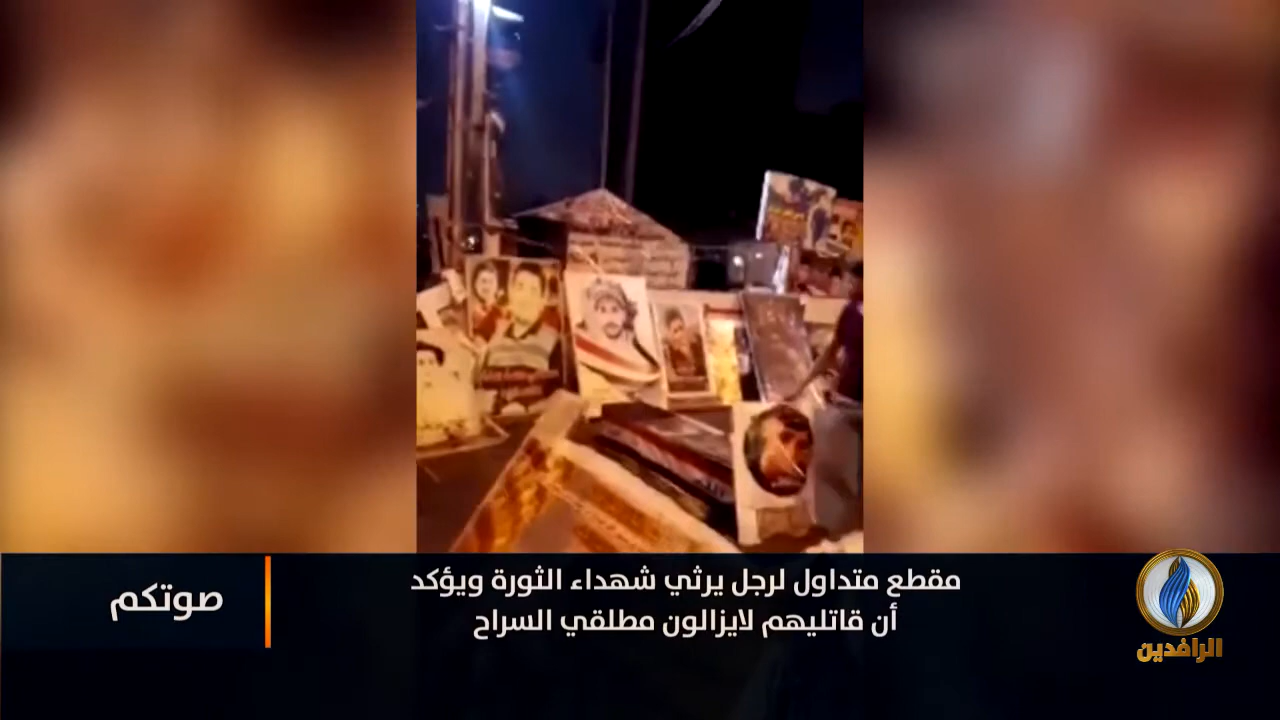 مقطع متداول لرجل يرثي شهداء الثورة ويؤكد
أن قاتليهم لايزالون مطلقي السراح
صوتكم
الرافدين